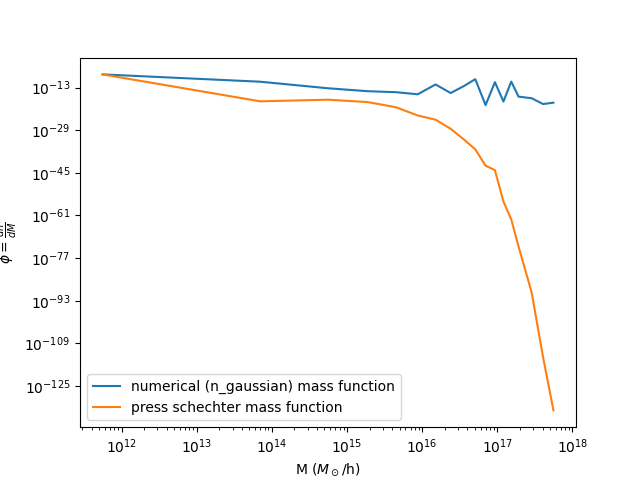 10^-13
10^-29
10^-45
10^-61
10^-77
10^-93
10^-109
10^-125
numerical (n_gaussian) mass function
press schechter mass function
10^12 10^13 10^14 10^15 10^16 10^17 10^18
M (M⊙/h)